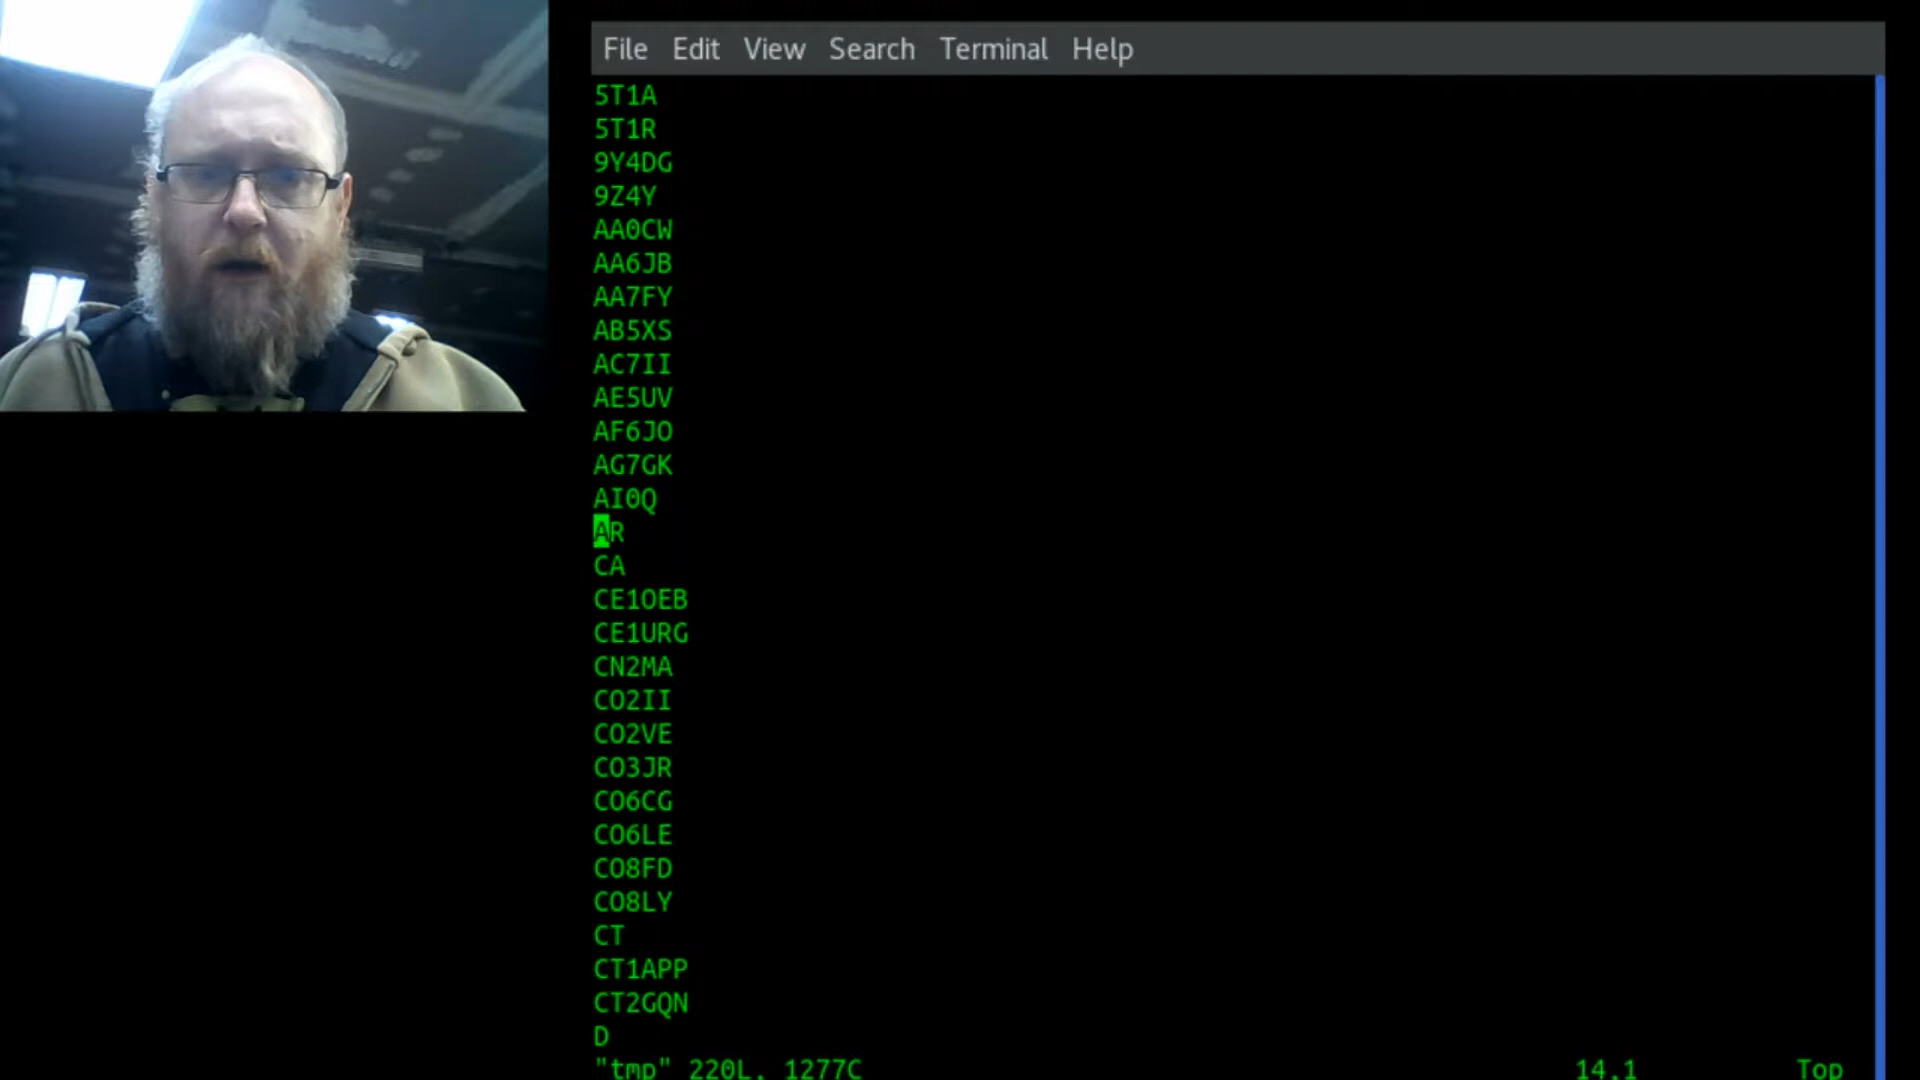 File Edit View Search Terminal Help
5T1A
5T1R
9Y4DG
9Z4Y
AA0CW
AA6JB
AA7FY
AB5XS
AC7II
AE5UV
AF6JO
AG7GK
AI0Q
AR
CA
CE1OEB
CE1URG
CN2MA
CO2II
CO2VE
CO3JR
CO6CG
CO6LE
CO8FD
CO8LY
CT
CT1APP
CT2GQN
D
"tmp" 220L, 1277C 14,1 Top